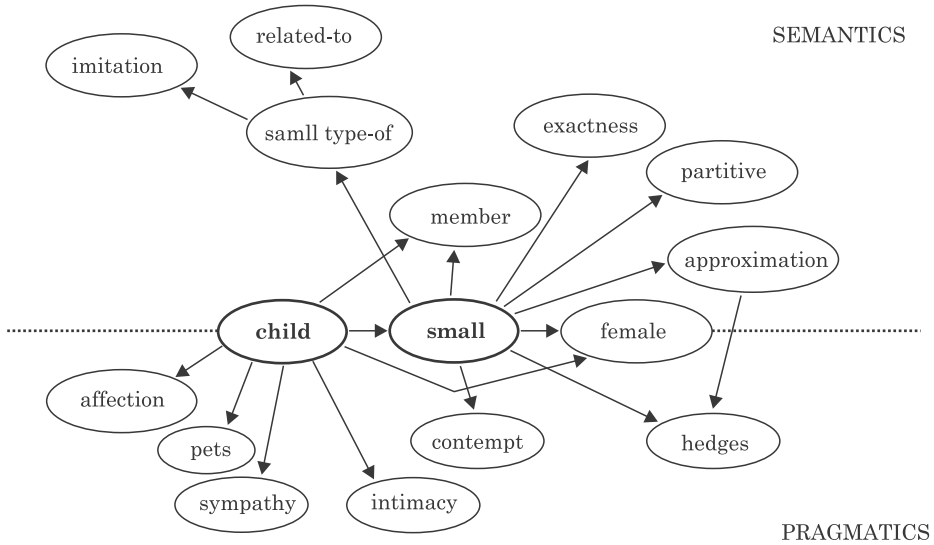 related-to
SEMANTICS
imitation
samll type-of
exactness
partitive
member
approximation
child
small
female
affection
pets
contempt
hedges
sympathy
intimacy
PRAGMATICS